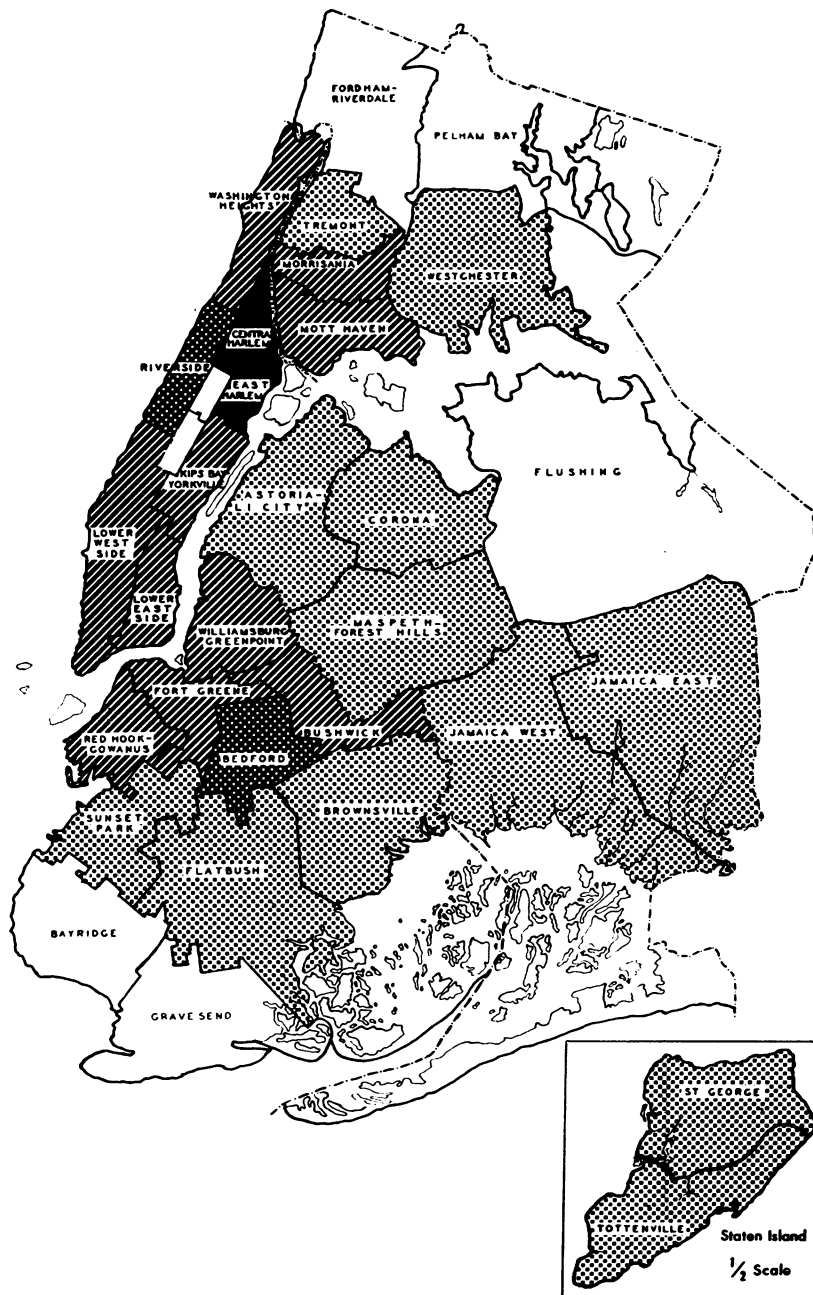 FORDHAM-
RIVERDALE
PELHAM BAY
WASHINGTON
HEIGHTS
TREMONT
MORRISANIA
WESTCHESTER
CENTRAL
HARLEM
MOTT HAVEN
RIVERSIDE
EAST
HARLEM
KIPS BAY
YORKVILLE
FLUSHING
ASTORIA-
L.I. CITY
CORONA
LOWER
WEST
SIDE
LOWER
EAST
SIDE
WILLIAMSBURG
GREENPOINT
MASPETH-
FOREST HILLS
FORT GREENE
JAMAICA EAST
RED HOOK-
GOWANUS
BUSHWICK
JAMAICA WEST
BEDFORD
SUNSET
PARK
BROWNSVILLE
FLATBUSH
BAYRIDGE
GRAVESEND
ST GEORGE
TOTTENVILLE
Staten Island
1/2 Scale